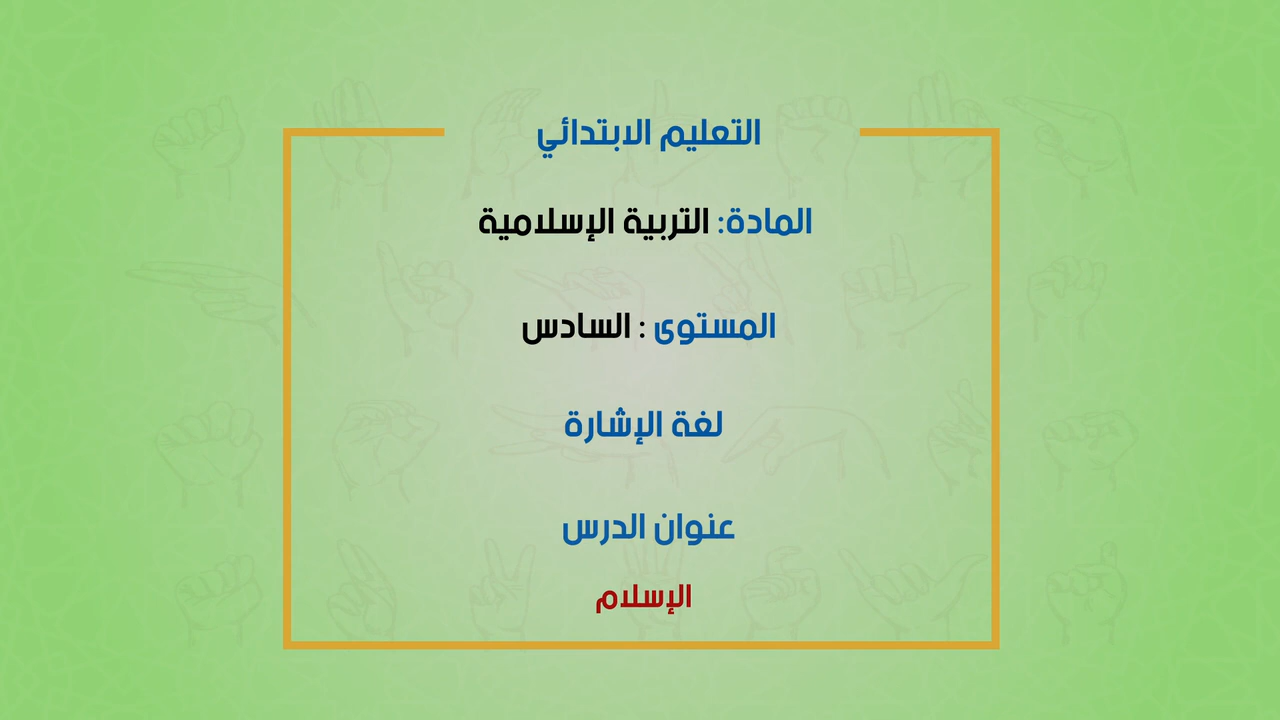 التعليم الابتدائي
المادة: التربية الإسلامية
المستوى : السادس
لغة الإشارة
عنوان الدرس
الإسلام